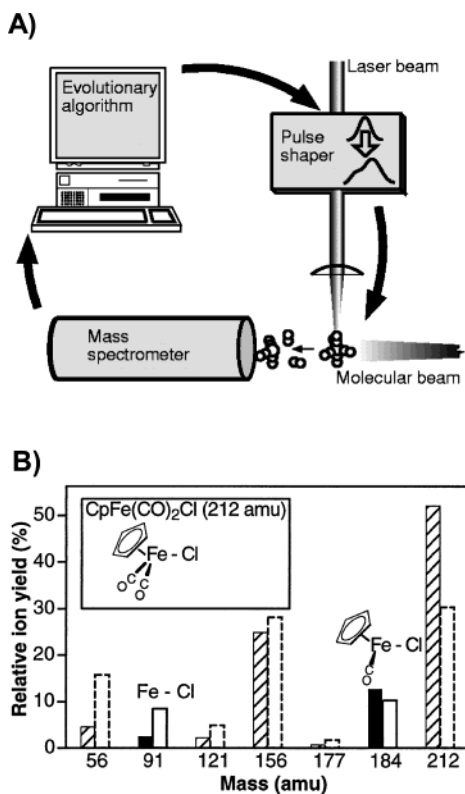 A)
Laser beam
Evolutionary
algorithm
Pulse
shaper
Mass
spectrometer
Molecular beam
B)
Relative ion yield (%)
50
40
30
20
10
0
CpFe(CO)₂Cl (212 amu)
Fe - Cl
C
O
C
O
Fe - Cl
Fe - Cl
C
O
56 91 121 156 177 184 212
Mass (amu)